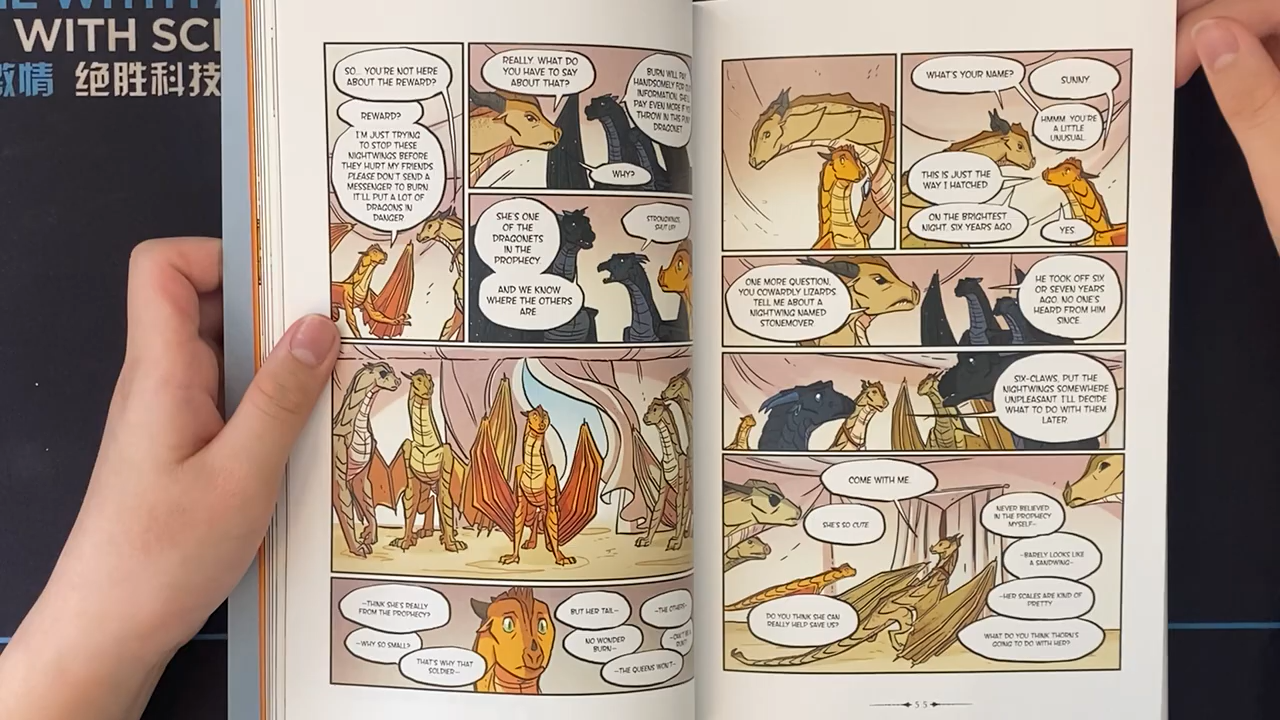 WITH SCI
激情 绝胜科技
SO... YOU'RE NOT HERE
ABOUT THE REWARD?
REWARD?
I'M JUST TRYING
TO STOP THESE
NIGHTWINGS BEFORE
THEY HURT MY FRIENDS
PLEASE DON'T SEND A
MESSENGER TO BURN
IT'LL PUT A LOT OF
DRAGONS IN
DANGER
REALLY. WHAT DO
YOU HAVE TO SAY
ABOUT THAT?
BURN WILL PAY
HANDSOMELY FOR
INFORMATION. SHE'LL
PAY EVEN MORE IF
THROW IN THIS
DRAGONET
WHY?
SHE'S ONE
OF THE
DRAGONETS
IN THE
PROPHECY.
AND WE KNOW
WHERE THE OTHERS
ARE
STRONGWINGS,
SHUT UP!
-THINK SHE'S REALLY
FROM THE PROPHECY?
-WHY SO SMALL?
THAT'S WHY THAT
SOLDIER-
BUT HER TAIL-
NO WONDER
BURN-
-THE OTHERS
-THE QUEENS WON'T-
WHAT'S YOUR NAME?
SUNNY
HMMM. YOU'RE
A LITTLE
UNUSUAL.
THIS IS JUST THE
WAY I HATCHED
ON THE BRIGHTEST
NIGHT, SIX YEARS AGO
YES.
ONE MORE QUESTION,
YOU COWARDLY LIZARDS.
TELL ME ABOUT A
NIGHTWING NAMED
STONEMOVER
HE TOOK OFF SIX
OR SEVEN YEARS
AGO. NO ONE'S
HEARD FROM HIM
SINCE.
SIX-CLAWS, PUT THE
NIGHTWINGS SOMEWHERE
UNPLEASANT. I'LL DECIDE
WHAT TO DO WITH THEM
LATER
COME WITH ME.
SHE'S SO CUTE
NEVER BELIEVED
IN THE PROPHECY
MYSELF-
-BARELY LOOKS LIKE
A SANDWING-
-HER SCALES ARE KIND OF
PRETTY
DO YOU THINK SHE CAN
REALLY HELP SAVE US?
WHAT DO YOU THINK THORN'S
GOING TO DO WITH HER?
55